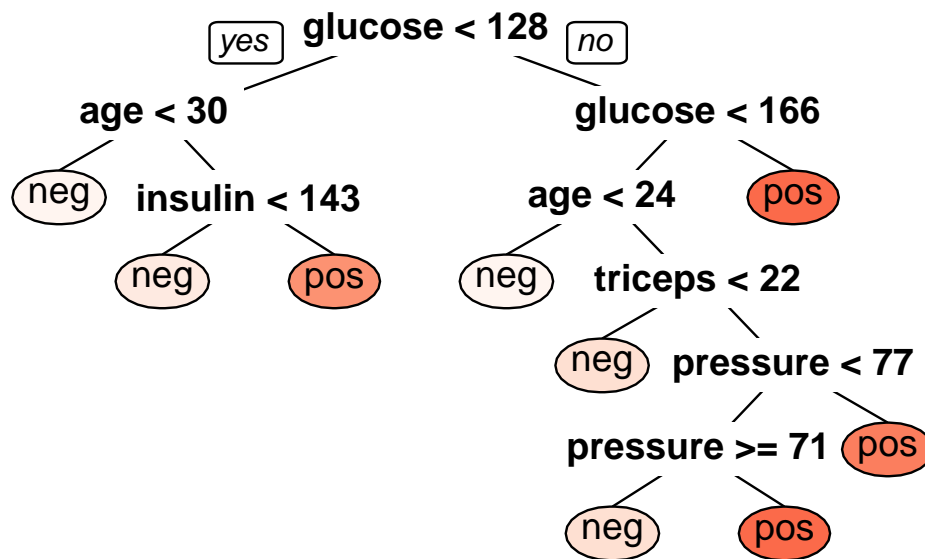 yes glucose < 128 no
age < 30 glucose < 166
neg insulin < 143 age < 24 pos
neg pos neg triceps < 22
neg pressure < 77
pressure >= 71 pos
neg pos